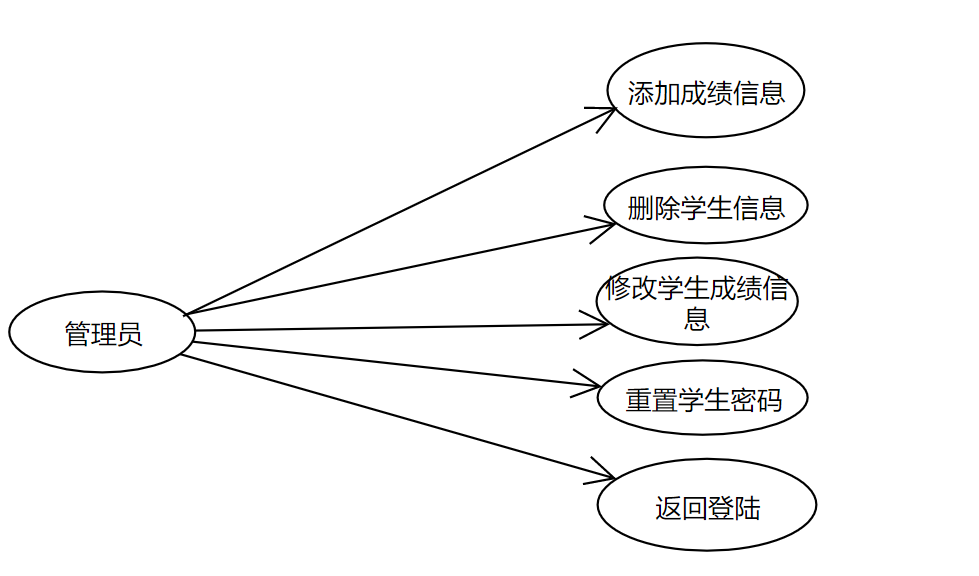 添加成绩信息
删除学生信息
修改学生成绩信
息
管理员
重置学生密码
返回登陆